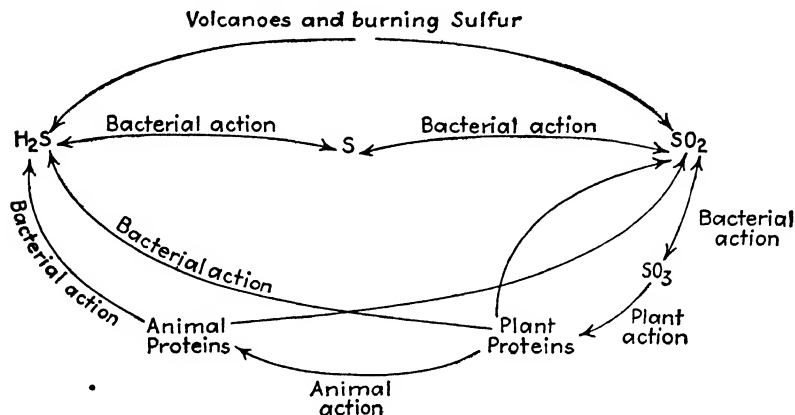 Volcanoes and burning Sulfur
H₂S
Bacterial action
S
Bacterial action
SO₂
Bacterial action
Bacterial action
Bacterial
action
SO₃
Plant
action
Animal
Proteins
Plant
Proteins
Animal
action